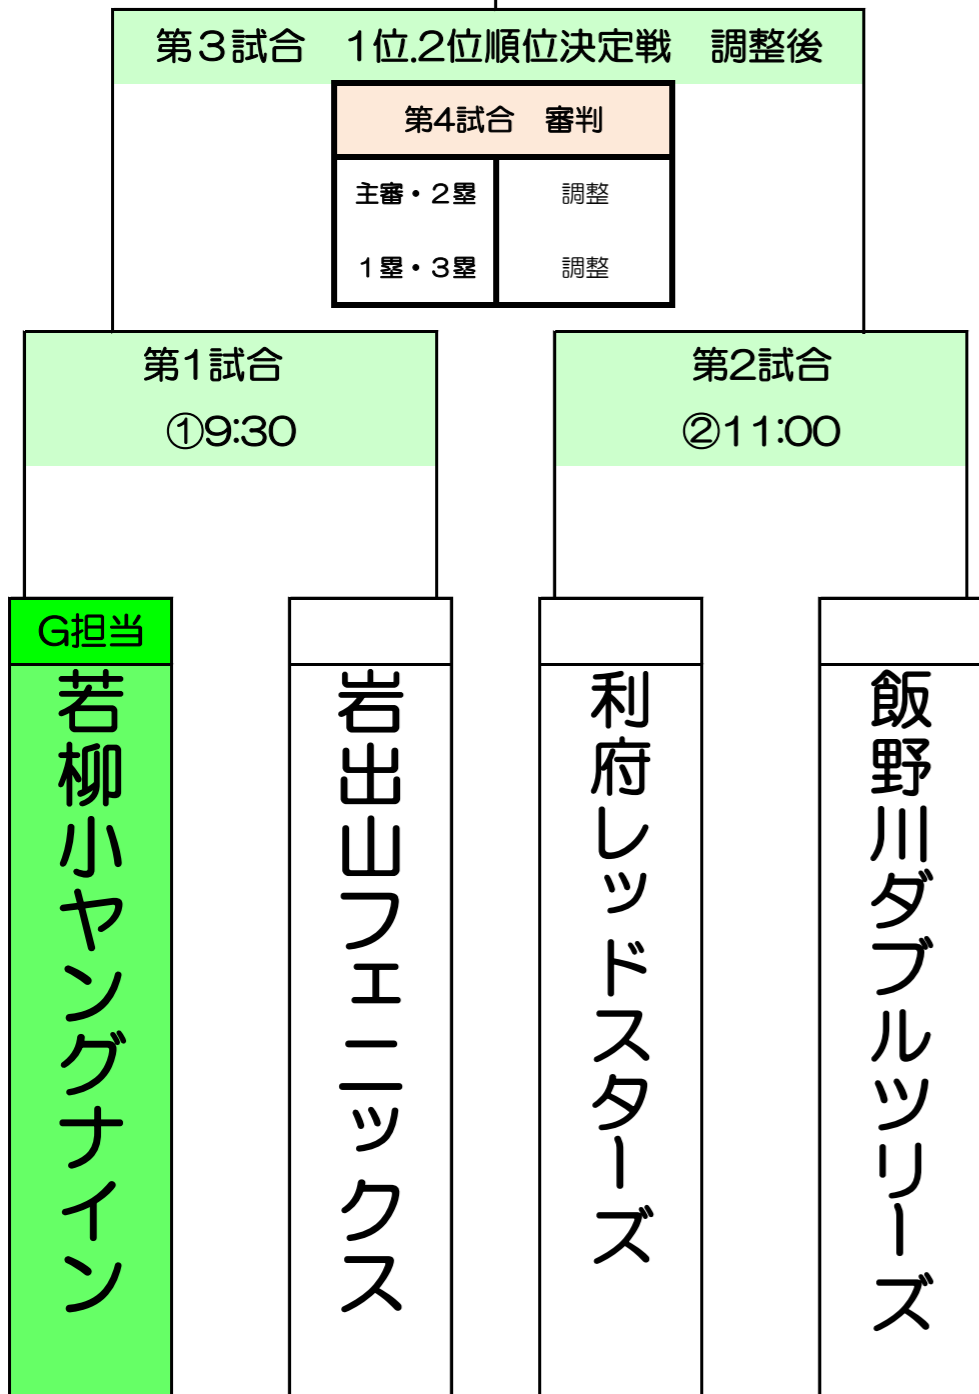 第3試合　1位.2位順位決定戦　調整後
第4試合　審判
主審・2塁　調整
1塁・3塁　調整
第1試合
①9:30
第2試合
②11:00
G担当
若柳小ヤングナイン
岩出山フェニックス
利府レッドスターズ
飯野川ダブルツリーズ